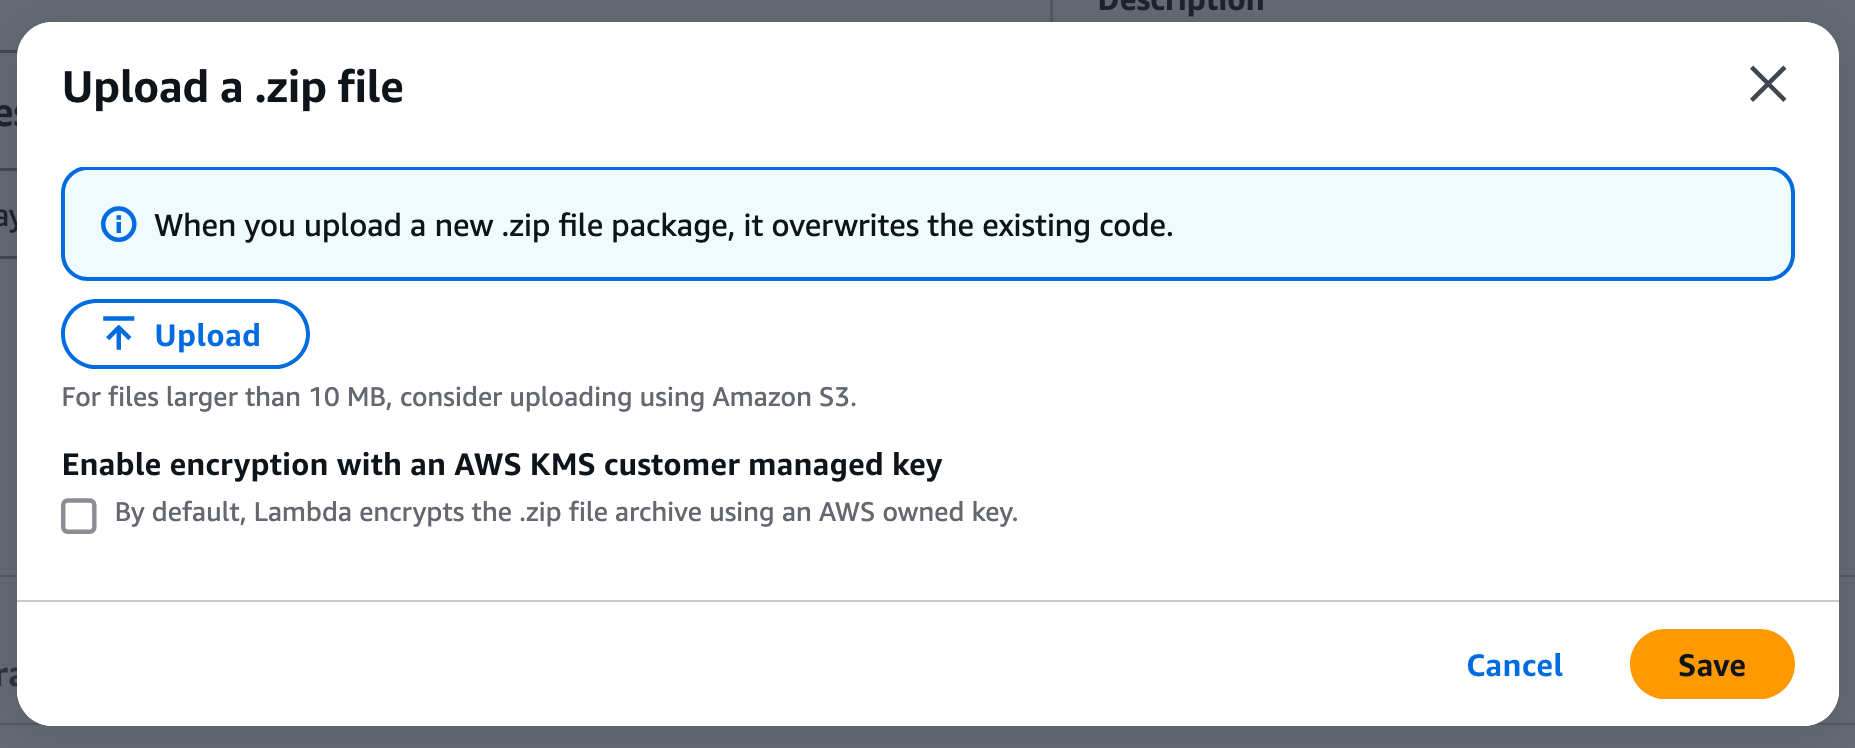 Description
Upload a .zip file
When you upload a new .zip file package, it overwrites the existing code.
Upload
For files larger than 10 MB, consider uploading using Amazon S3.
Enable encryption with an AWS KMS customer managed key
By default, Lambda encrypts the .zip file archive using an AWS owned key.
Cancel
Save